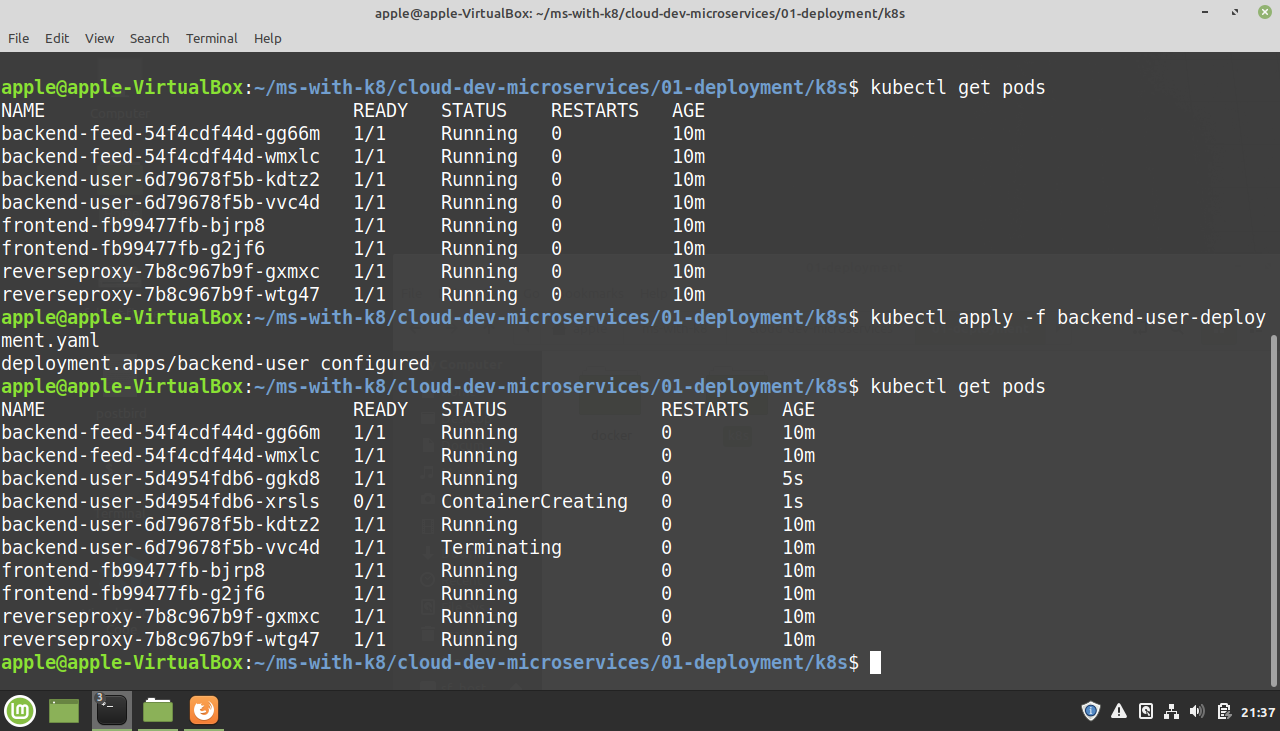 apple@apple-VirtualBox: ~/ms-with-k8/cloud-dev-microservices/01-deployment/k8s
File Edit View Search Terminal Help
apple@apple-VirtualBox:~/ms-with-k8/cloud-dev-microservices/01-deployment/k8s$ kubectl get pods
NAME READY STATUS RESTARTS AGE
backend-feed-54f4cdf44d-gg66m 1/1 Running 0 10m
backend-feed-54f4cdf44d-wmxlc 1/1 Running 0 10m
backend-user-6d79678f5b-kdtz2 1/1 Running 0 10m
backend-user-6d79678f5b-vvc4d 1/1 Running 0 10m
frontend-fb99477fb-bjrp8 1/1 Running 0 10m
frontend-fb99477fb-g2jf6 1/1 Running 0 10m
reverseproxy-7b8c967b9f-gxmxc 1/1 Running 0 10m
reverseproxy-7b8c967b9f-wtg47 1/1 Running 0 10m
apple@apple-VirtualBox:~/ms-with-k8/cloud-dev-microservices/01-deployment/k8s$ kubectl apply -f backend-user-deploy
ment.yaml
deployment.apps/backend-user configured
apple@apple-VirtualBox:~/ms-with-k8/cloud-dev-microservices/01-deployment/k8s$ kubectl get pods
NAME READY STATUS RESTARTS AGE
backend-feed-54f4cdf44d-gg66m 1/1 Running 0 10m
backend-feed-54f4cdf44d-wmxlc 1/1 Running 0 10m
backend-user-5d4954fdb6-ggkd8 1/1 Running 0 5s
backend-user-5d4954fdb6-xrsls 0/1 ContainerCreating 0 1s
backend-user-6d79678f5b-kdtz2 1/1 Running 0 10m
backend-user-6d79678f5b-vvc4d 1/1 Terminating 0 10m
frontend-fb99477fb-bjrp8 1/1 Running 0 10m
frontend-fb99477fb-g2jf6 1/1 Running 0 10m
reverseproxy-7b8c967b9f-gxmxc 1/1 Running 0 10m
reverseproxy-7b8c967b9f-wtg47 1/1 Running 0 10m
apple@apple-VirtualBox:~/ms-with-k8/cloud-dev-microservices/01-deployment/k8s$
3
21:37